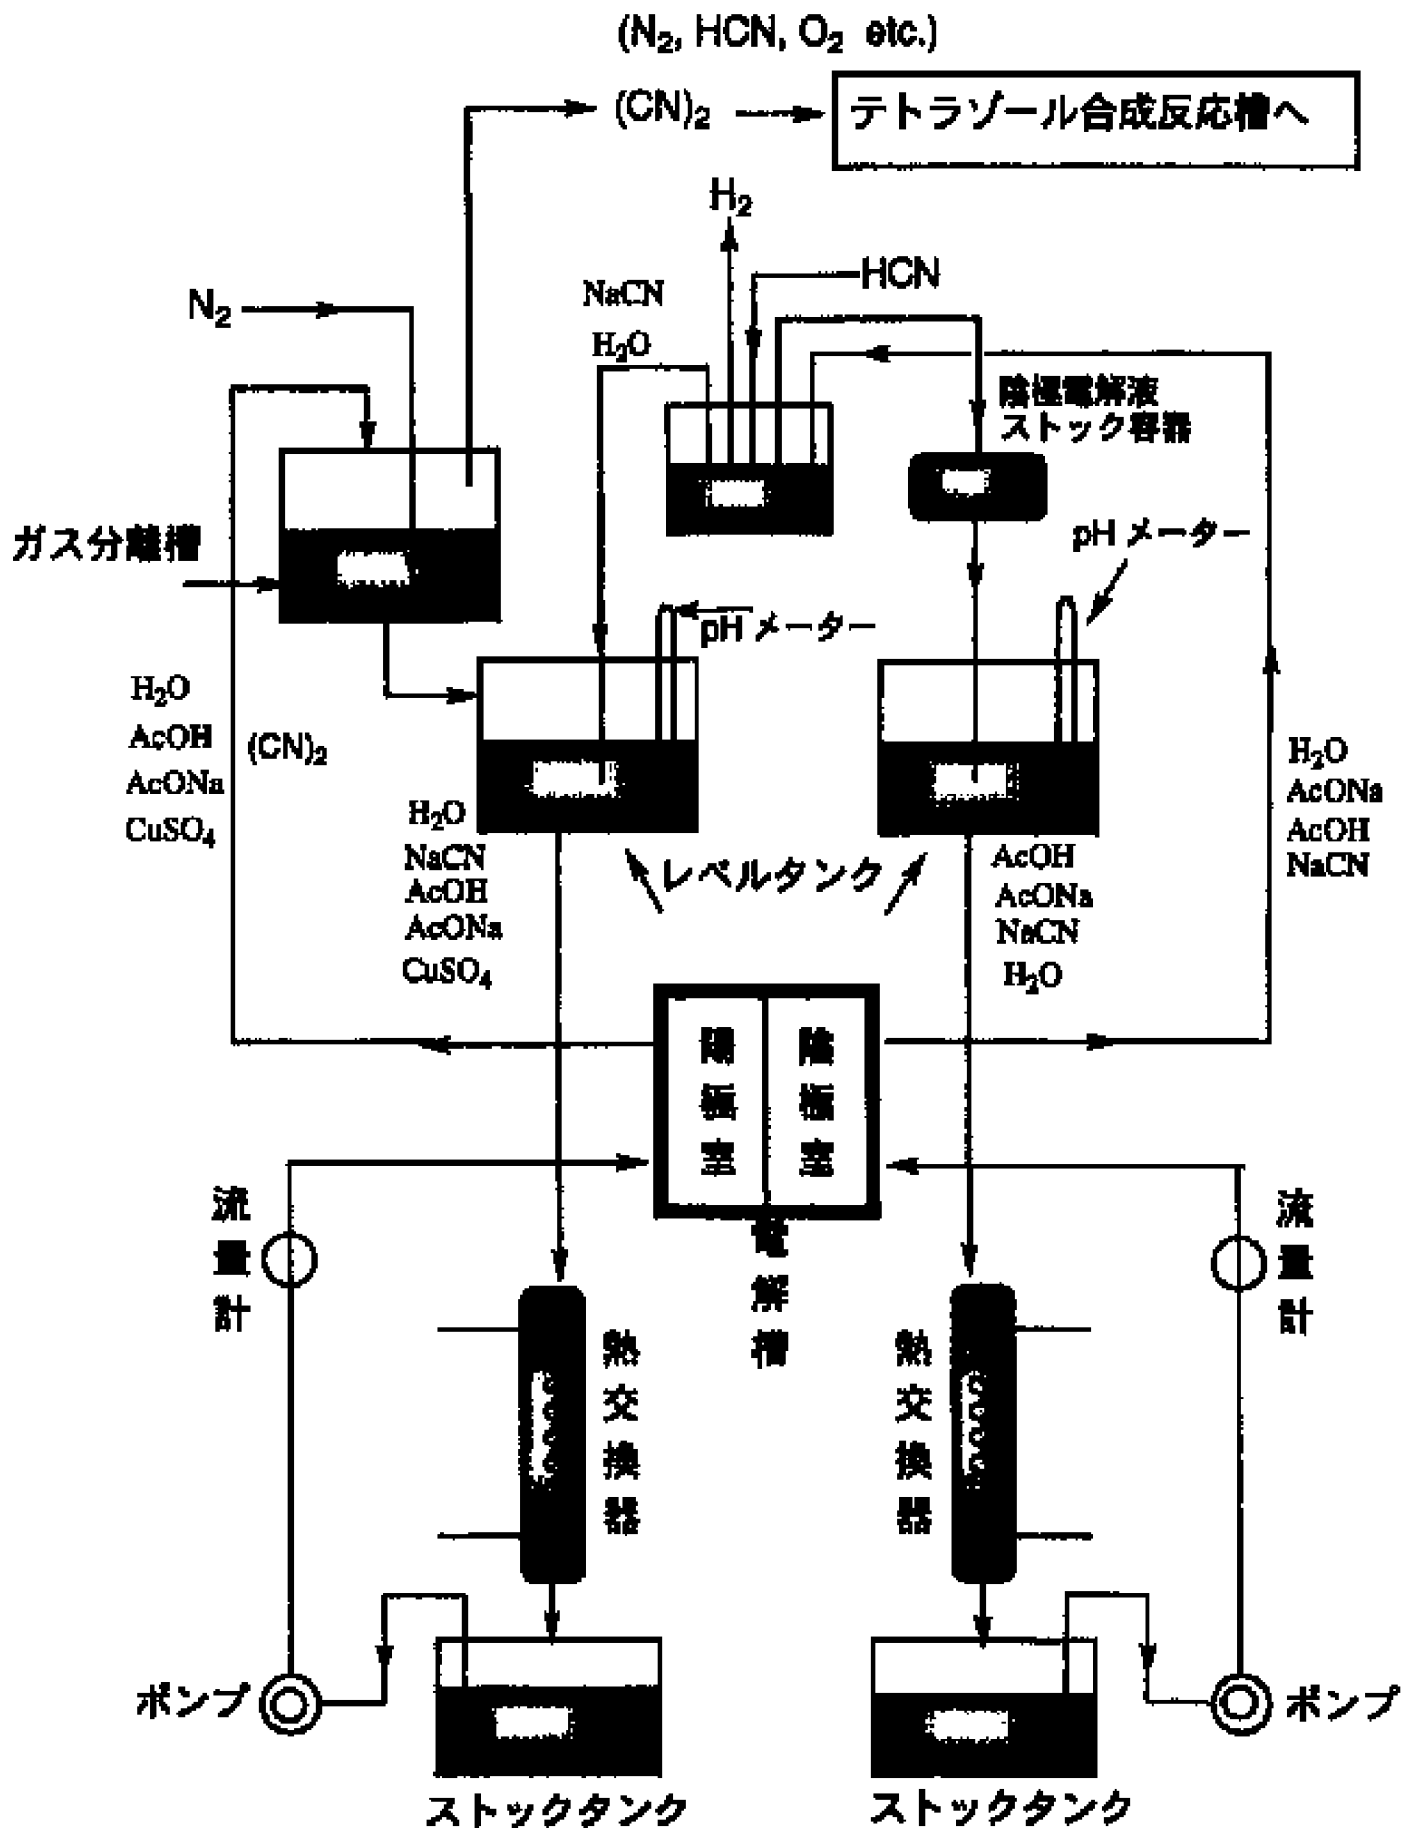 (N₂, HCN, O₂ etc.)
(CN)₂
テトラゾール合成反応槽へ
H₂
HCN
NaCN
H₂O
N₂
陰極電解液
ストック容器
ガス分離槽
pH メーター
pH メーター
H₂O
AcOH
AcONa
CuSO₄
(CN)₂
H₂O
NaCN
AcOH
AcONa
CuSO₄
レベルタンク
AcOH
AcONa
NaCN
H₂O
H₂O
AcONa
AcOH
NaCN
陽極室
陰極室
電解槽
流量計
流量計
熱交換器
熱交換器
ポンプ
ポンプ
ストックタンク
ストックタンク